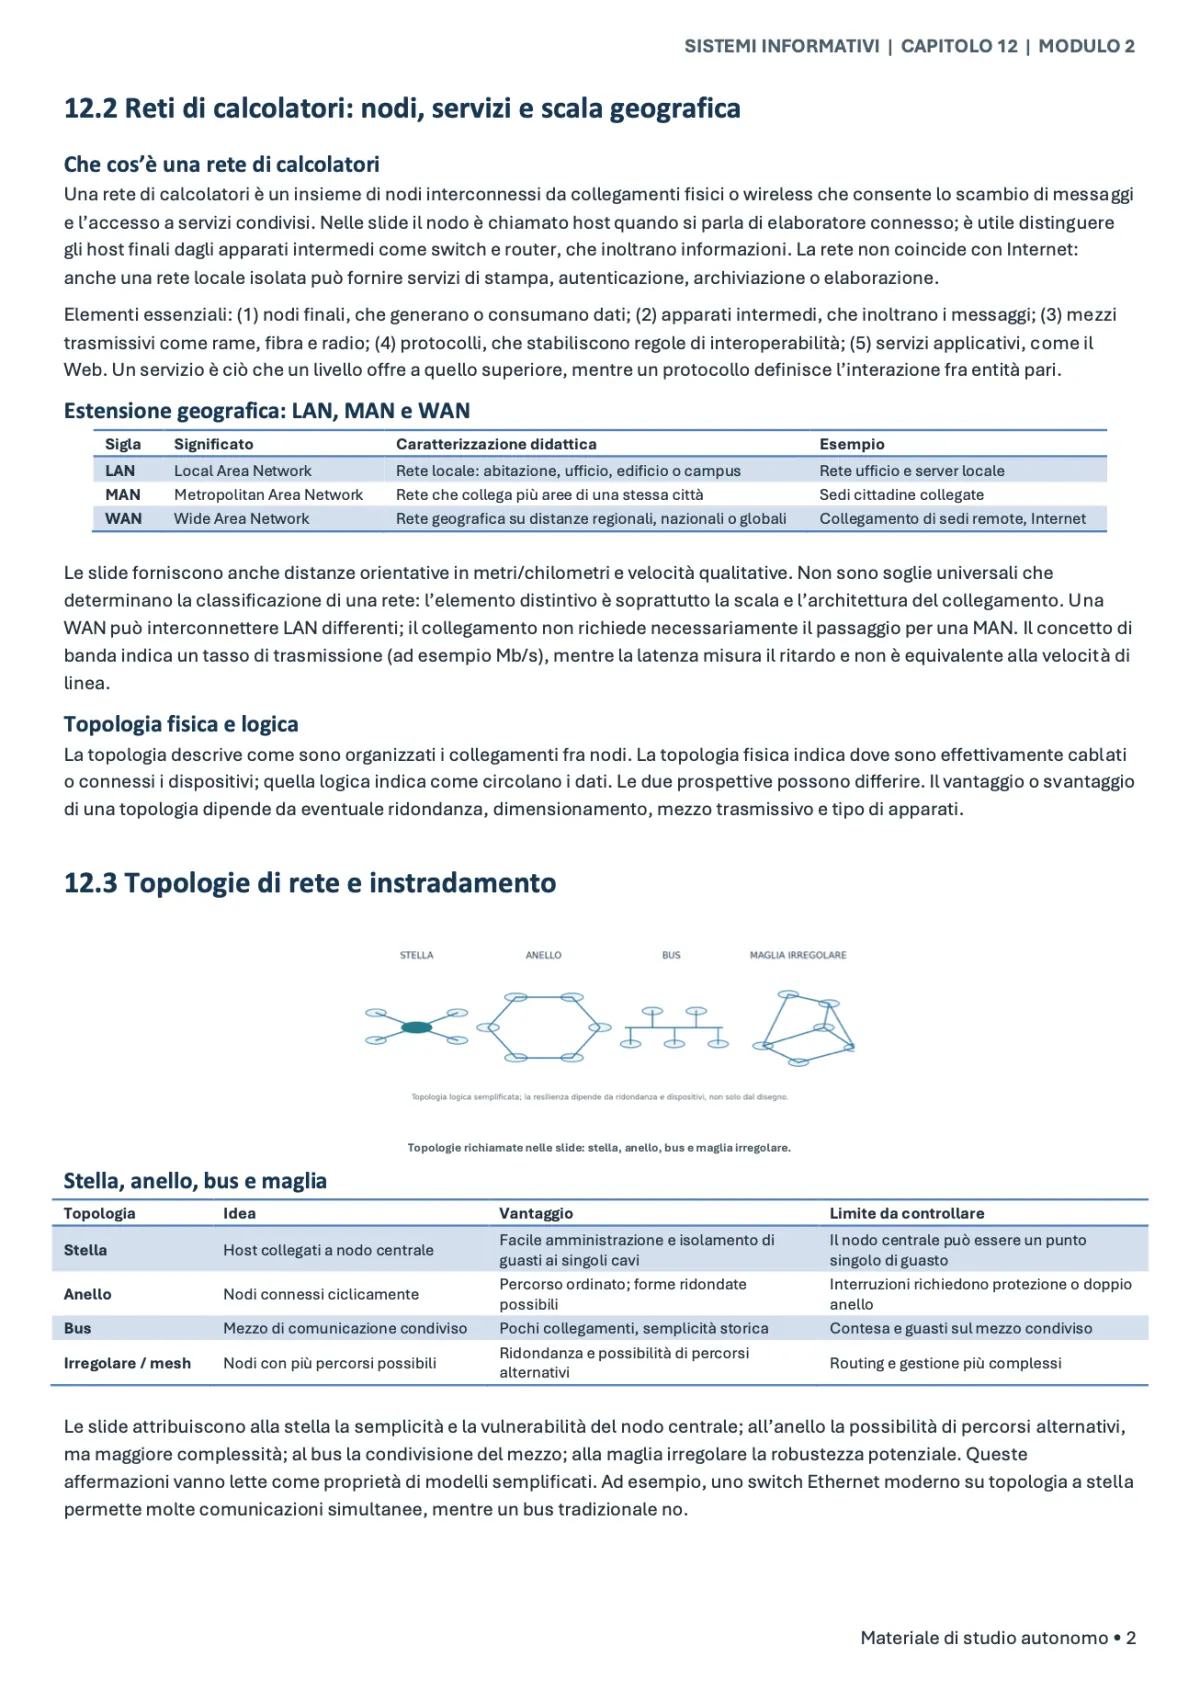 SISTEMI INFORMATIVI | CAPITOLO 12 | MODULO 2
12.2 Reti di calcolatori: nodi, servizi e scala geografica
Che cos’è una rete di calcolatori
Una rete di calcolatori è un insieme di nodi interconnessi da collegamenti fisici o wireless che consente lo scambio di messaggi
e l’accesso a servizi condivisi. Nelle slide il nodo è chiamato host quando si parla di elaboratore connesso; è utile distinguere
gli host finali dagli apparati intermedi come switch e router, che inoltrano informazioni. La rete non coincide con Internet:
anche una rete locale isolata può fornire servizi di stampa, autenticazione, archiviazione o elaborazione.
Elementi essenziali: (1) nodi finali, che generano o consumano dati; (2) apparati intermedi, che inoltrano i messaggi; (3) mezzi
trasmissivi come rame, fibra e radio; (4) protocolli, che stabiliscono regole di interoperabilità; (5) servizi applicativi, come il
Web. Un servizio è ciò che un livello offre a quello superiore, mentre un protocollo definisce l’interazione fra entità pari.
Estensione geografica: LAN, MAN e WAN
Sigla Significato Caratterizzazione didattica Esempio
LAN Local Area Network Rete locale: abitazione, ufficio, edificio o campus Rete ufficio e server locale
MAN Metropolitan Area Network Rete che collega più aree di una stessa città Sedi cittadine collegate
WAN Wide Area Network Rete geografica su distanze regionali, nazionali o globali Collegamento di sedi remote, Internet
Le slide forniscono anche distanze orientative in metri/chilometri e velocità qualitative. Non sono soglie universali che
determinano la classificazione di una rete: l’elemento distintivo è soprattutto la scala e l’architettura del collegamento. Una
WAN può interconnettere LAN differenti; il collegamento non richiede necessariamente il passaggio per una MAN. Il concetto di
banda indica un tasso di trasmissione (ad esempio Mb/s), mentre la latenza misura il ritardo e non è equivalente alla velocità di
linea.
Topologia fisica e logica
La topologia descrive come sono organizzati i collegamenti fra nodi. La topologia fisica indica dove sono effettivamente cablati
o connessi i dispositivi; quella logica indica come circolano i dati. Le due prospettive possono differire. Il vantaggio o svantaggio
di una topologia dipende da eventuale ridondanza, dimensionamento, mezzo trasmissivo e tipo di apparati.
12.3 Topologie di rete e instradamento
STELLA ANELLO BUS MAGLIA IRREGOLARE
Topologia logica semplificata; la resilienza dipende da ridondanza e dispositivi, non solo dal disegno.
Topologie richiamate nelle slide: stella, anello, bus e maglia irregolare.
Stella, anello, bus e maglia
Topologia Idea Vantaggio Limite da controllare
Stella Host collegati a nodo centrale Facile amministrazione e isolamento di guasti ai singoli cavi Il nodo centrale può essere un punto singolo di guasto
Anello Nodi connessi ciclicamente Percorso ordinato; forme ridondate possibili Interruzioni richiedono protezione o doppio anello
Bus Mezzo di comunicazione condiviso Pochi collegamenti, semplicità storica Contesa e guasti sul mezzo condiviso
Irregolare / mesh Nodi con più percorsi possibili Ridondanza e possibilità di percorsi alternativi Routing e gestione più complessi
Le slide attribuiscono alla stella la semplicità e la vulnerabilità del nodo centrale; all’anello la possibilità di percorsi alternativi,
ma maggiore complessità; al bus la condivisione del mezzo; alla maglia irregolare la robustezza potenziale. Queste
affermazioni vanno lette come proprietà di modelli semplificati. Ad esempio, uno switch Ethernet moderno su topologia a stella
permette molte comunicazioni simultanee, mentre un bus tradizionale no.
Materiale di studio autonomo • 2